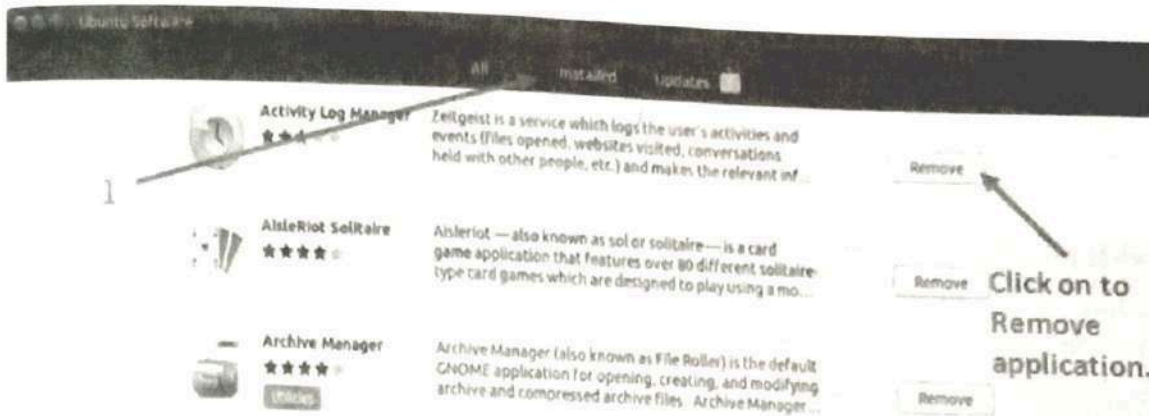 Ubuntu Software
All Installed Updates
Activity Log Manager
Zeitgeist is a service which logs the user's activities and
events (files opened, websites visited, conversations
held with other people, etc.) and makes the relevant inf...
Remove
1
AisleRiot Solitaire
Aisleriot — also known as sol or solitaire — is a card
game application that features over 80 different solitaire-
type card games which are designed to play using a mo...
Remove
Click on to
Remove
application.
Archive Manager
Archive Manager (also known as File Roller) is the default
GNOME application for opening, creating, and modifying
archive and compressed archive files. Archive Manager...
Utilities
Remove